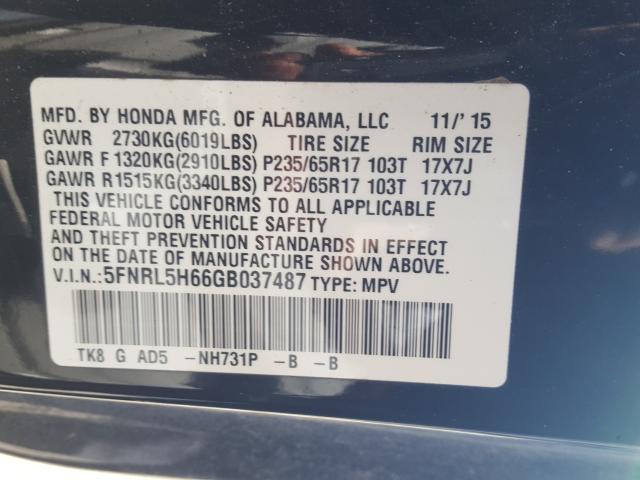 MFD. BY HONDA MFG. OF ALABAMA, LLC 11/'15
GVWR 2730KG(6019LBS) TIRE SIZE RIM SIZE
GAWR F 1320KG(2910LBS) P235/65R17 103T 17X7J
GAWR R1515KG(3340LBS) P235/65R17 103T 17X7J
THIS VEHICLE CONFORMS TO ALL APPLICABLE
FEDERAL MOTOR VEHICLE SAFETY
AND THEFT PREVENTION STANDARDS IN EFFECT
ON THE DATE OF MANUFACTURE SHOWN ABOVE.
V.I.N.:5FNRL5H66GB037487 TYPE: MPV
TK8 G AD5 -NH731P -B -B